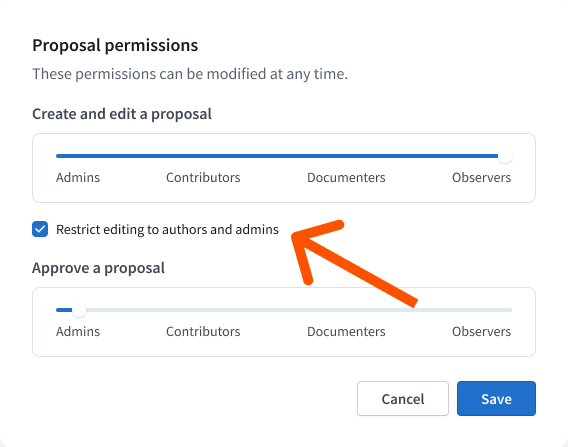 Proposal permissions
These permissions can be modified at any time.
Create and edit a proposal
Admins Contributors Documenters Observers
Restrict editing to authors and admins
Approve a proposal
Admins Contributors Documenters Observers
Cancel Save